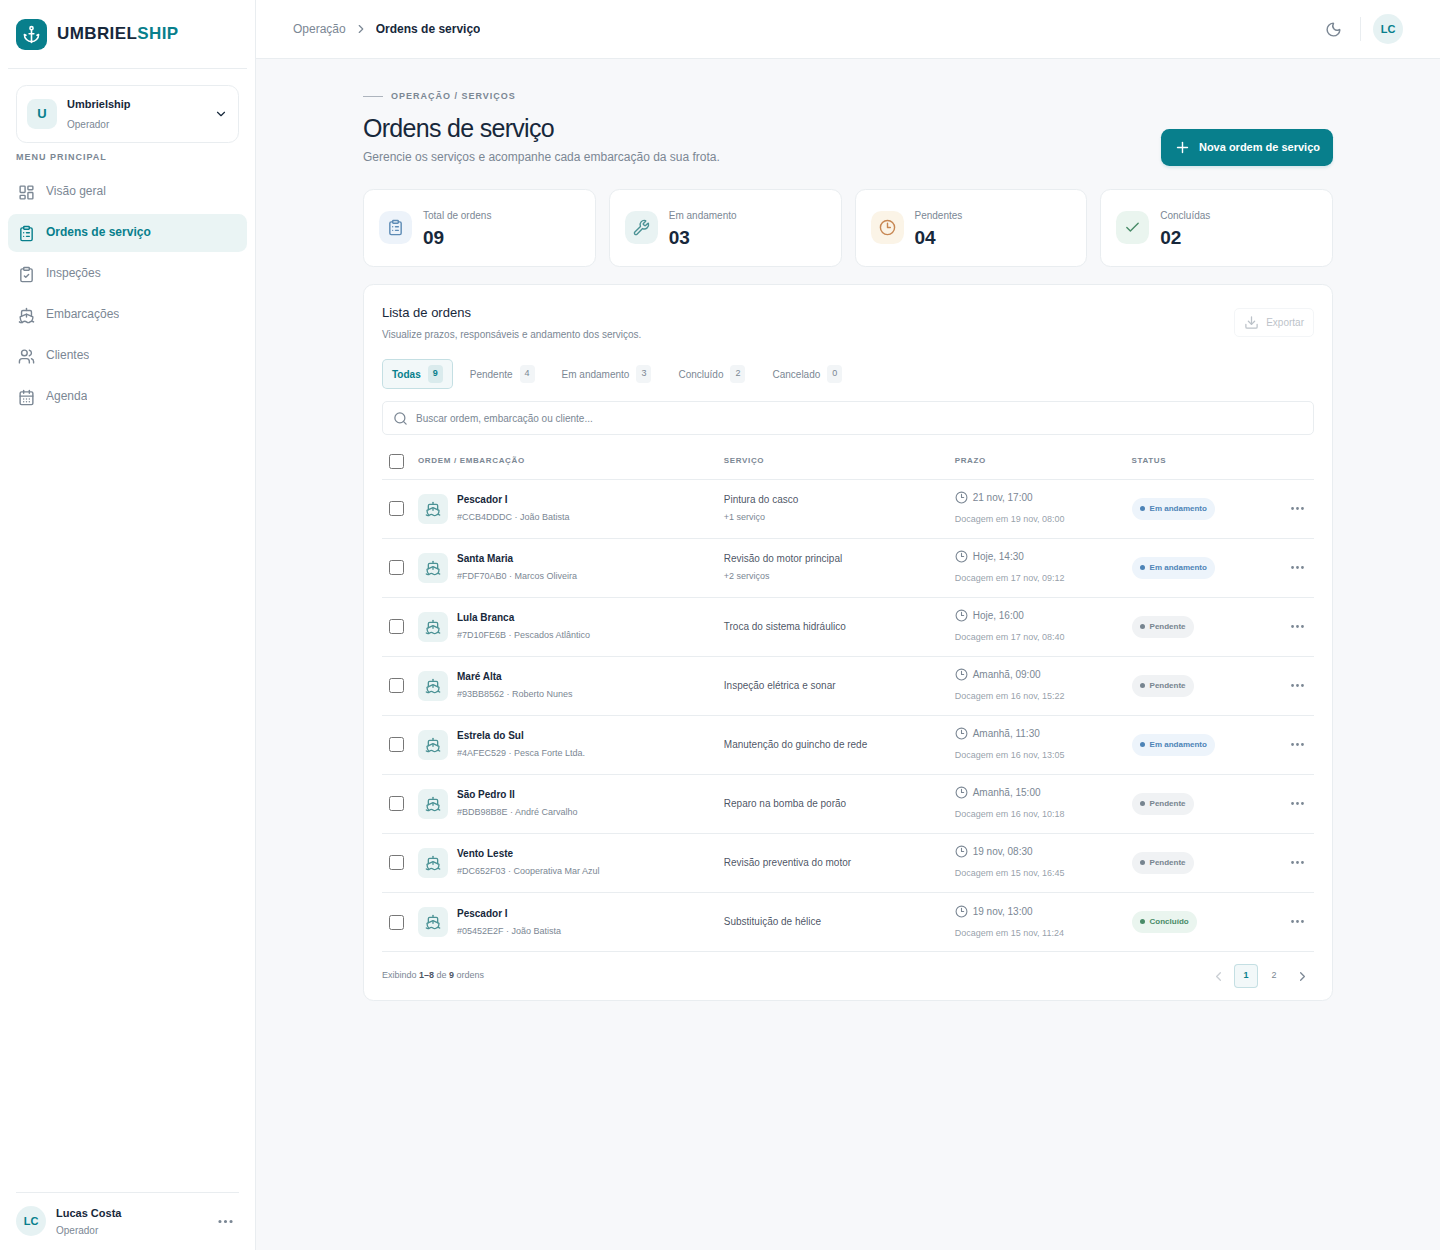 UMBRIELSHIP
Umbrielship
U
Operador
MENU PRINCIPAL
Visão geral
Ordens de serviço
Inspeções
Embarcações
Clientes
Agenda
LC
Lucas Costa
Operador
Operação
Ordens de serviço
LC
OPERAÇÃO / SERVIÇOS
Ordens de serviço
Gerencie os serviços e acompanhe cada embarcação da sua frota.
Nova ordem de serviço
Total de ordens
09
Em andamento
03
Pendentes
04
Concluídas
02
Lista de ordens
Visualize prazos, responsáveis e andamento dos serviços.
Exportar
Todas 9 Pendente 4 Em andamento 3 Concluído 2 Cancelado 0
Buscar ordem, embarcação ou cliente...
ORDEM / EMBARCAÇÃO SERVIÇO PRAZO STATUS
Pescador I Pintura do casco 21 nov, 17:00 Em andamento
#CCB4DDDC · João Batista +1 serviço Docagem em 19 nov, 08:00
Santa Maria Revisão do motor principal Hoje, 14:30 Em andamento
#FDF70AB0 · Marcos Oliveira +2 serviços Docagem em 17 nov, 09:12
Lula Branca Troca do sistema hidráulico Hoje, 16:00 Pendente
#7D10FE6B · Pescados Atlântico Docagem em 17 nov, 08:40
Maré Alta Inspeção elétrica e sonar Amanhã, 09:00 Pendente
#93BB8562 · Roberto Nunes Docagem em 16 nov, 15:22
Estrela do Sul Manutenção do guincho de rede Amanhã, 11:30 Em andamento
#4AFEC529 · Pesca Forte Ltda. Docagem em 16 nov, 13:05
São Pedro II Reparo na bomba de porão Amanhã, 15:00 Pendente
#BDB98B8E · André Carvalho Docagem em 16 nov, 10:18
Vento Leste Revisão preventiva do motor 19 nov, 08:30 Pendente
#DC652F03 · Cooperativa Mar Azul Docagem em 15 nov, 16:45
Pescador I Substituição de hélice 19 nov, 13:00 Concluído
#05452E2F · João Batista Docagem em 15 nov, 11:24
Exibindo 1–8 de 9 ordens
1 2